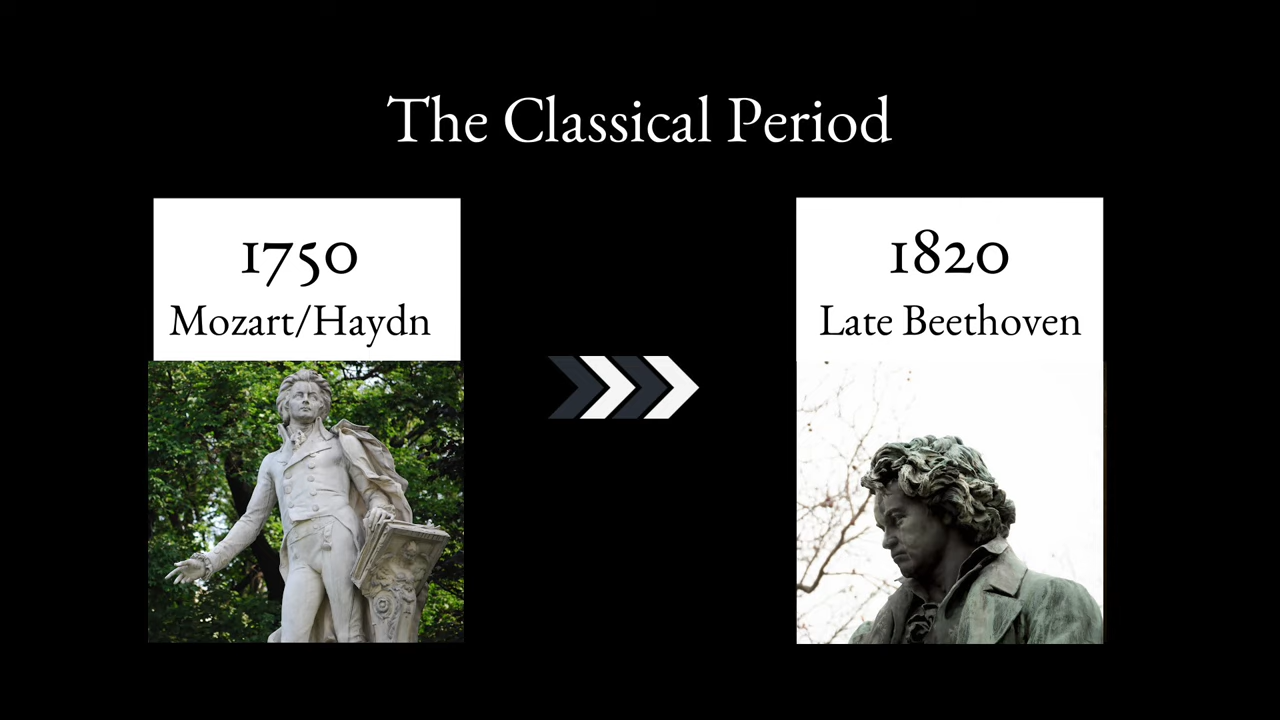 The Classical Period
1750
Mozart/Haydn
1820
Late Beethoven